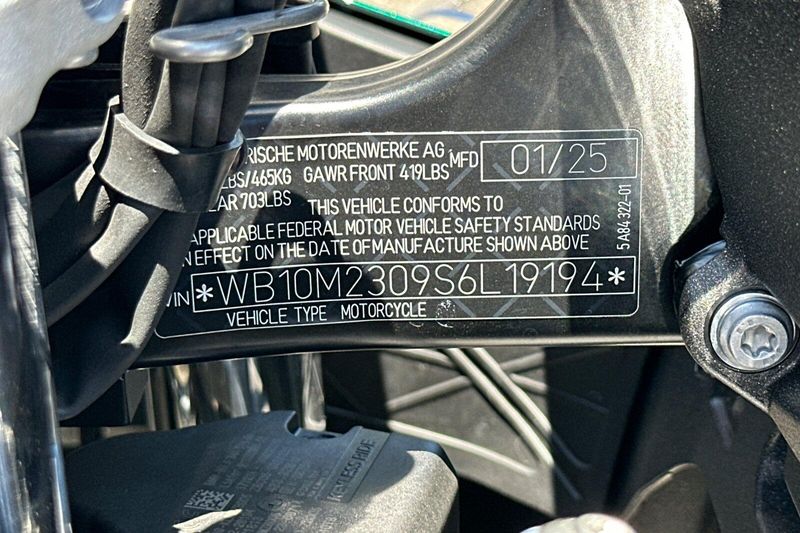 RISCHE MOTORENWERKE AG MFD 01/25
LBS/465KG GAWR FRONT 419LBS
703LBS THIS VEHICLE CONFORMS TO
APPLICABLE FEDERAL MOTOR VEHICLE SAFETY STANDARDS
IN EFFECT ON THE DATE OF MANUFACTURE SHOWN ABOVE
VIN *WB10M2309S6L19194*
VEHICLE TYPE MOTORCYCLE
5 A84 322-01
KEYLESS RIDE